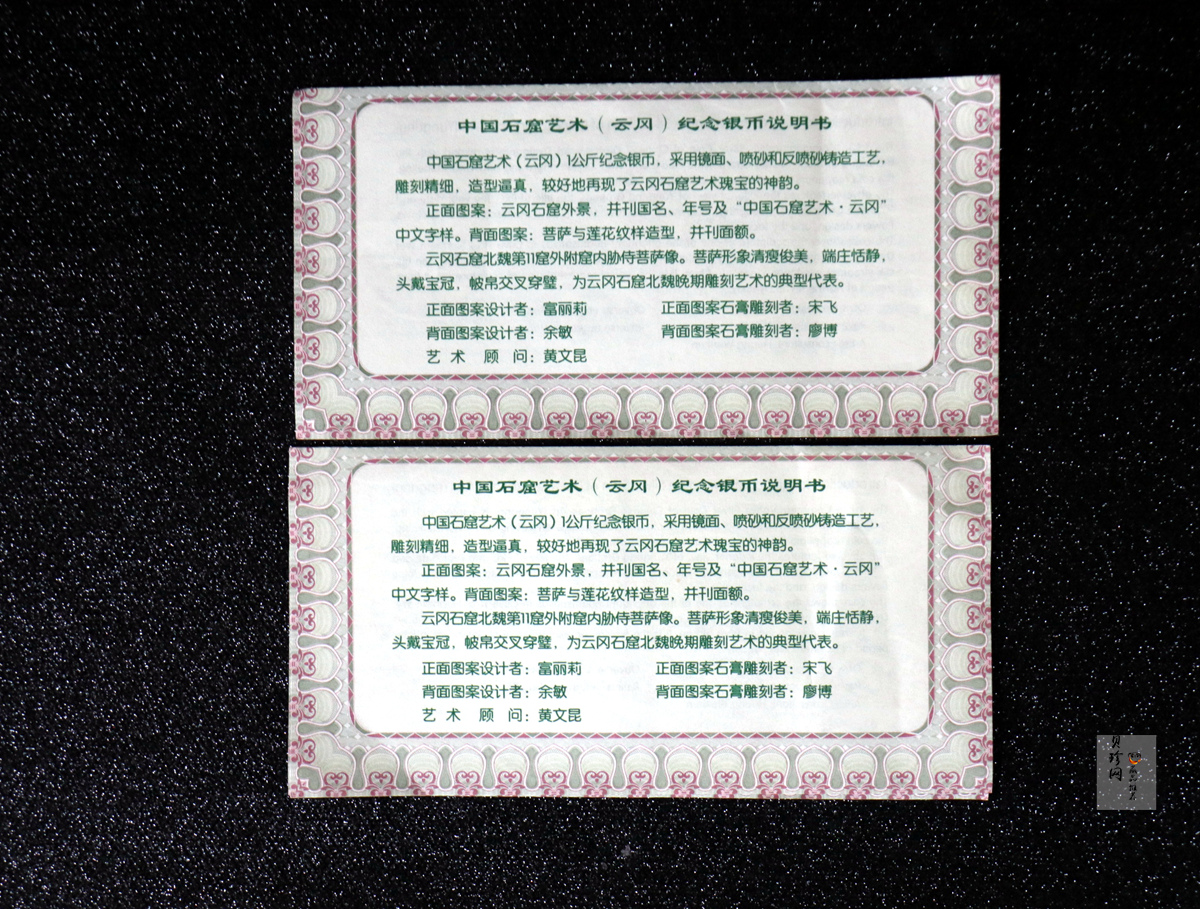 中国石窟艺术（云冈）纪念银币说明书
中国石窟艺术（云冈）1公斤纪念银币，采用镜面、喷砂和反喷砂铸造工艺，
雕刻精细，造型逼真，较好地再现了云冈石窟艺术瑰宝的神韵。
正面图案：云冈石窟外景，并刊国名、年号及“中国石窟艺术·云冈”
中文字样。背面图案：菩萨与莲花纹样造型，并刊面额。
云冈石窟北魏第11窟外附窟内胁侍菩萨像。菩萨形象清瘦俊美，端庄恬静，
头戴宝冠，帔帛交叉穿璧，为云冈石窟北魏晚期雕刻艺术的典型代表。
正面图案设计者：富丽莉 正面图案石膏雕刻者：宋飞
背面图案设计者：余敏 背面图案石膏雕刻者：廖博
艺术顾问：黄文昆
中国石窟艺术（云冈）纪念银币说明书
中国石窟艺术（云冈）1公斤纪念银币，采用镜面、喷砂和反喷砂铸造工艺，
雕刻精细，造型逼真，较好地再现了云冈石窟艺术瑰宝的神韵。
正面图案：云冈石窟外景，并刊国名、年号及“中国石窟艺术·云冈”
中文字样。背面图案：菩萨与莲花纹样造型，并刊面额。
云冈石窟北魏第11窟外附窟内胁侍菩萨像。菩萨形象清瘦俊美，端庄恬静，
头戴宝冠，帔帛交叉穿璧，为云冈石窟北魏晚期雕刻艺术的典型代表。
正面图案设计者：富丽莉 正面图案石膏雕刻者：宋飞
背面图案设计者：余敏 背面图案石膏雕刻者：廖博
艺术顾问：黄文昆
贝珍网